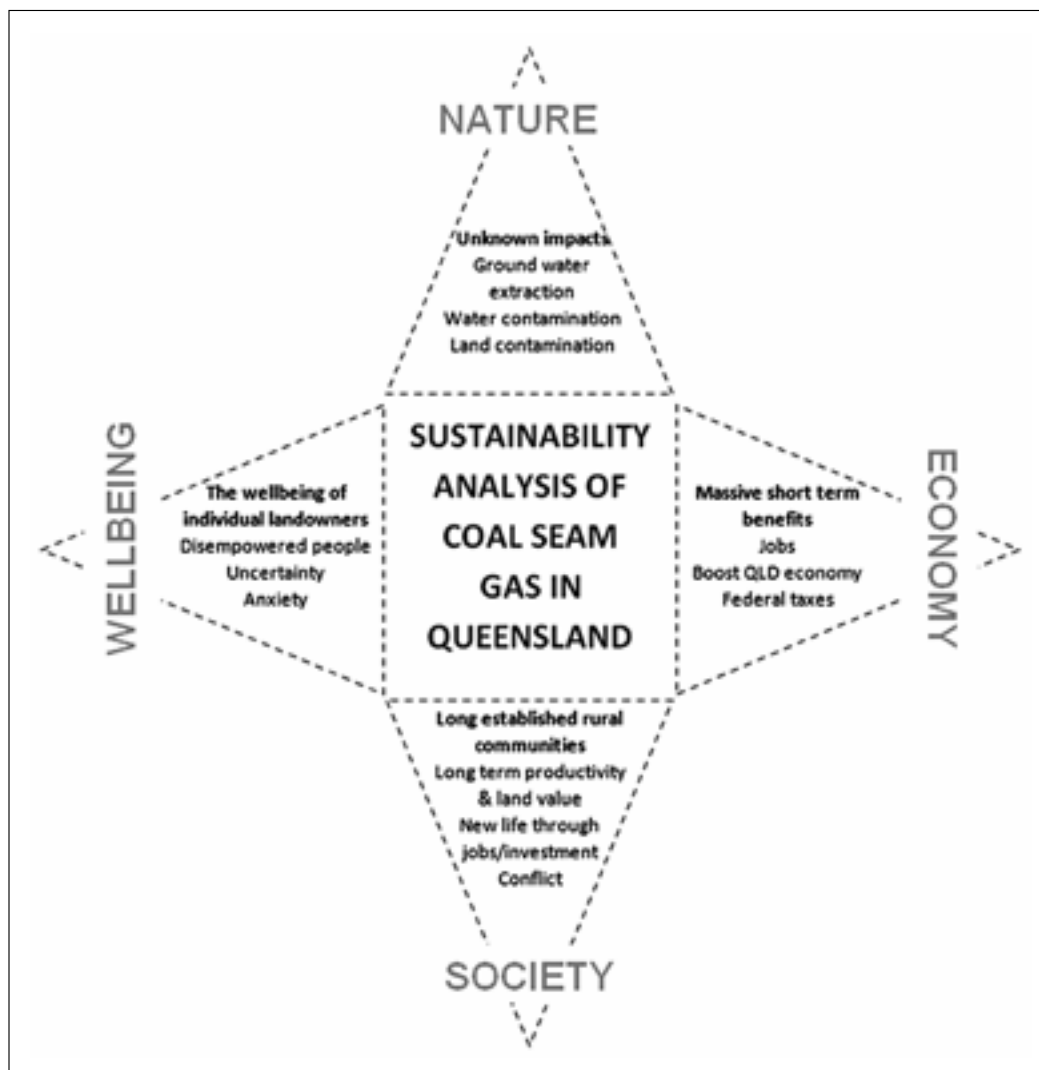 NATURE
Unknown impacts
Ground water
extraction
Water contamination
Land contamination
WELLBEING
The wellbeing of
individual landowners
Disempowered people
Uncertainty
Anxiety
SUSTAINABILITY
ANALYSIS OF
COAL SEAM
GAS IN
QUEENSLAND
Massive short term
benefits
Jobs
Boost QLD economy
Federal taxes
ECONOMY
Long established rural
communities
Long term productivity
& land value
New life through
jobs/investment
Conflict
SOCIETY